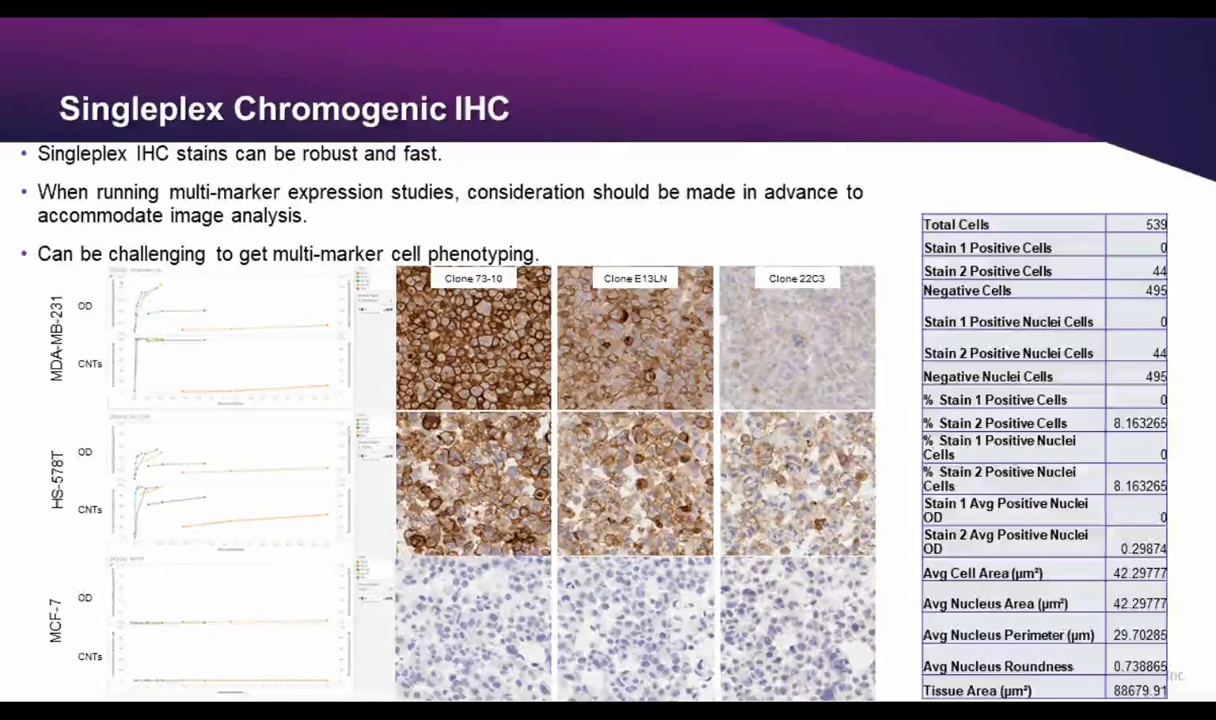 Singleplex Chromogenic IHC
• Singleplex IHC stains can be robust and fast.
• When running multi-marker expression studies, consideration should be made in advance to
accommodate image analysis.
• Can be challenging to get multi-marker cell phenotyping.
Clone 73-10
Clone E13LN
Clone 22C3
MDA-MB-231
OD
CNTs
HS-578T
OD
CNTs
MCF-7
OD
CNTs
Total Cells 539
Stain 1 Positive Cells 0
Stain 2 Positive Cells 44
Negative Cells 495
Stain 1 Positive Nuclei Cells 0
Stain 2 Positive Nuclei Cells 44
Negative Nuclei Cells 495
% Stain 1 Positive Cells 0
% Stain 2 Positive Cells 8.163265
% Stain 1 Positive Nuclei
Cells 0
% Stain 2 Positive Nuclei
Cells 8.163265
Stain 1 Avg Positive Nuclei
OD 0
Stain 2 Avg Positive Nuclei
OD 0.29874
Avg Cell Area (µm²) 42.29777
Avg Nucleus Area (µm²) 42.29777
Avg Nucleus Perimeter (µm) 29.70285
Avg Nucleus Roundness 0.738865
Tissue Area (µm²) 88679.91
Inc.